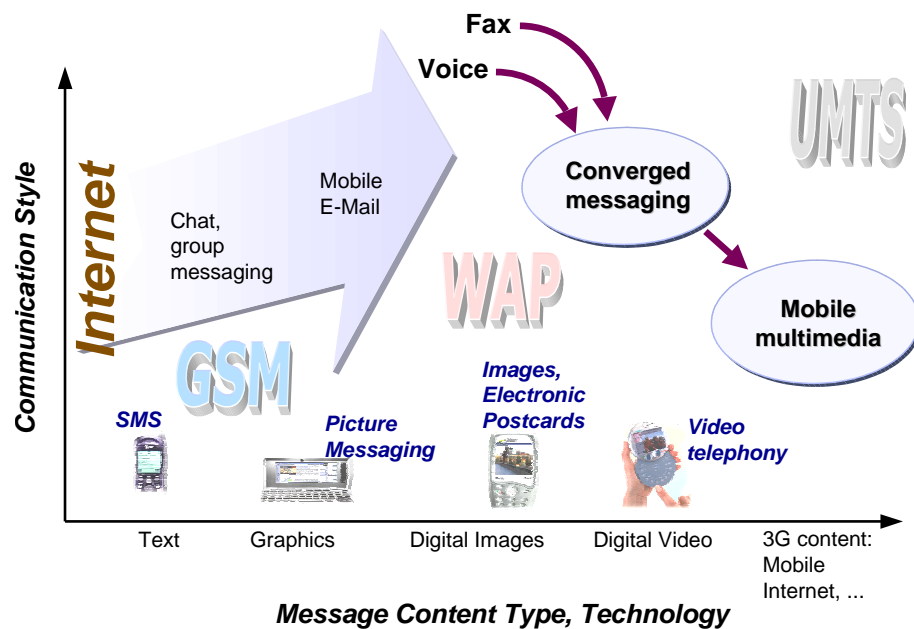 Fax
Voice
UMTS
Internet
Converged
messaging
Mobile
E-Mail
Chat,
group
messaging
WAP
Mobile
multimedia
GSM
Communication Style
SMS
Picture
Messaging
Images,
Electronic
Postcards
Video
telephony
Text
Graphics
Digital Images
Digital Video
3G content:
Mobile
Internet, ...
Message Content Type, Technology